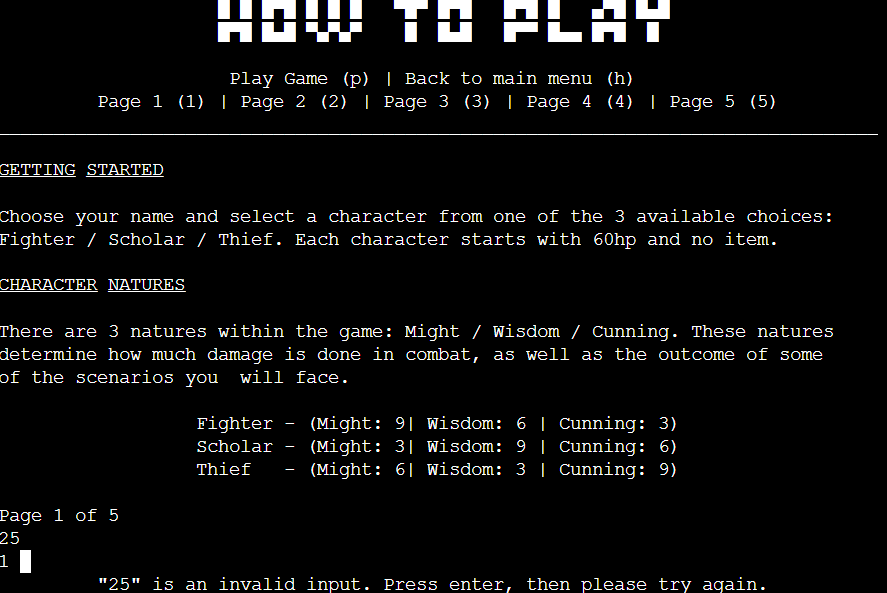 HOW TO PLAY
Play Game (p) | Back to main menu (h)
Page 1 (1) | Page 2 (2) | Page 3 (3) | Page 4 (4) | Page 5 (5)
GETTING STARTED
Choose your name and select a character from one of the 3 available choices:
Fighter / Scholar / Thief. Each character starts with 60hp and no item.
CHARACTER NATURES
There are 3 natures within the game: Might / Wisdom / Cunning. These natures
determine how much damage is done in combat, as well as the outcome of some
of the scenarios you  will face.
Fighter – (Might: 9| Wisdom: 6 | Cunning: 3)
Scholar – (Might: 3| Wisdom: 9 | Cunning: 6)
Thief   – (Might: 6| Wisdom: 3 | Cunning: 9)
Page 1 of 5
25
1
"25" is an invalid input. Press enter, then please try again.